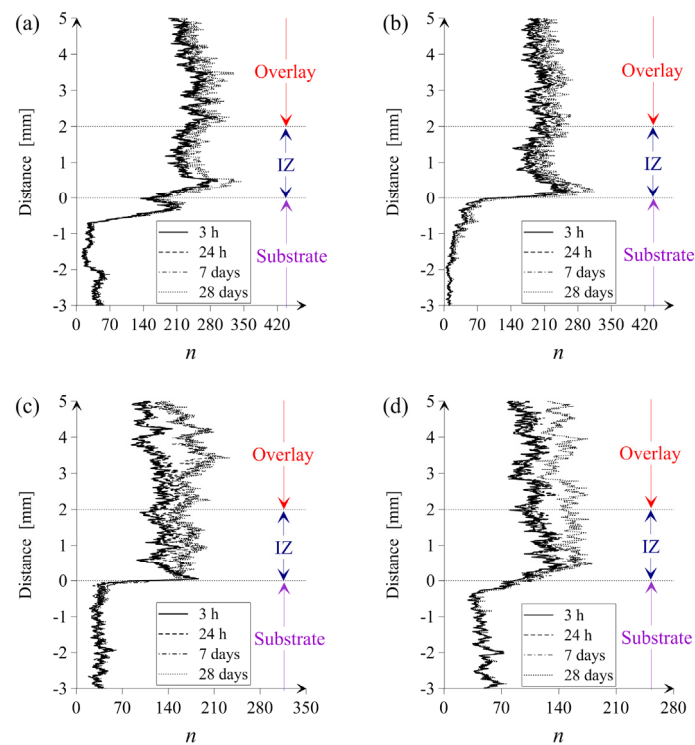 (a)
5
4
3
2
1
0
-1
-2
-3
Distance [mm]
Overlay
IZ
Substrate
3 h
24 h
7 days
28 days
0 70 140 210 280 350 420
n
(b)
5
4
3
2
1
0
-1
-2
-3
Distance [mm]
Overlay
IZ
Substrate
3 h
24 h
7 days
28 days
0 70 140 210 280 350 420
n
(c)
5
4
3
2
1
0
-1
-2
-3
Distance [mm]
Overlay
IZ
Substrate
3 h
24 h
7 days
28 days
0 70 140 210 280 350
n
(d)
5
4
3
2
1
0
-1
-2
-3
Distance [mm]
Overlay
IZ
Substrate
3 h
24 h
7 days
28 days
0 70 140 210 280
n